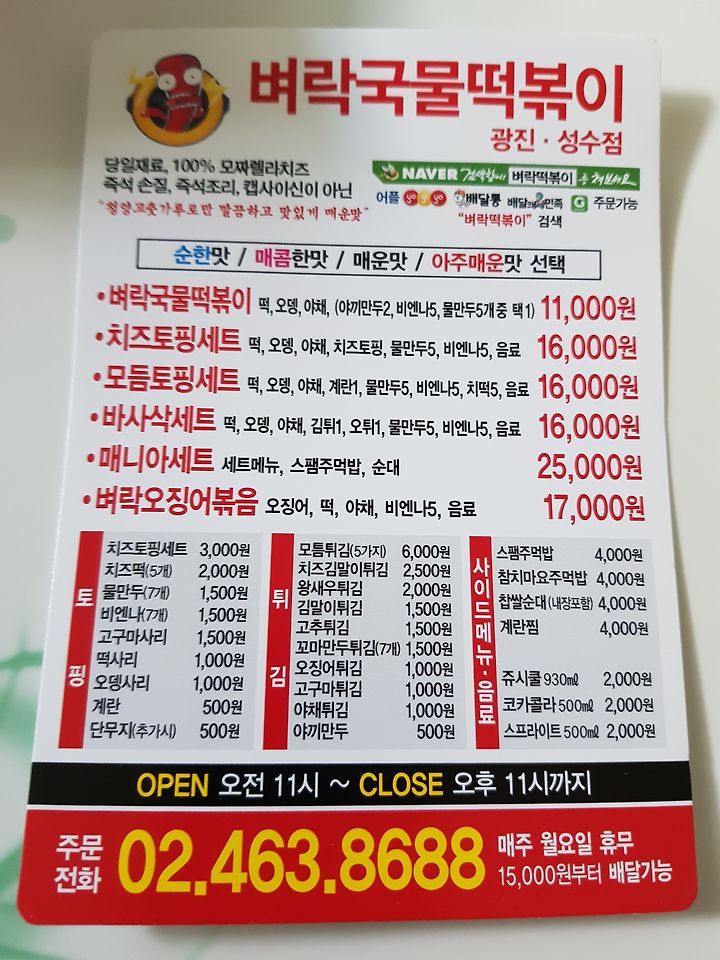 벼락국물떡볶이
광진 · 성수점
당일재료, 100% 모짜렐라치즈
즉석 손질, 즉석조리, 캡사이신이 아닌
"청양고춧가루로만 깔끔하고 맛있게 매운맛"
NAVER 검색창에 벼락떡볶이 를 쳐보세요
어플 yogiyo 배달통 배달의민족 G 주문가능
"벼락떡볶이" 검색
순한맛 / 매콤한맛 / 매운맛 / 아주매운맛 선택
•벼락국물떡볶이 떡, 오뎅, 야채, (야끼만두2, 비엔나5, 물만두5개 중 택1) 11,000원
•치즈토핑세트 떡, 오뎅, 야채, 치즈토핑, 물만두5, 비엔나5, 음료 16,000원
•모듬토핑세트 떡, 오뎅, 야채, 계란1, 물만두5, 비엔나5, 치떡5, 음료 16,000원
•바사삭세트 떡, 오뎅, 야채, 김튀1, 오튀1, 물만두5, 비엔나5, 음료 16,000원
•매니아세트 세트메뉴, 스팸주먹밥, 순대 25,000원
•벼락오징어볶음 오징어, 떡, 야채, 비엔나5, 음료 17,000원
토핑
치즈토핑세트 3,000원
치즈떡(5개) 2,000원
물만두(7개) 1,500원
비엔나(7개) 1,500원
고구마사리 1,500원
떡사리 1,000원
오뎅사리 1,000원
계란 500원
단무지(추가시) 500원
튀김
모듬튀김(5가지) 6,000원
치즈김말이튀김 2,500원
왕새우튀김 2,000원
김말이튀김 1,500원
고추튀김 1,500원
꼬마만두튀김(7개) 1,500원
오징어튀김 1,000원
고구마튀김 1,000원
야채튀김 1,000원
야끼만두 500원
사이드메뉴·음료
스팸주먹밥 4,000원
참치마요주먹밥 4,000원
찹쌀순대(내장포함) 4,000원
계란찜 4,000원
쥬시쿨 930㎖ 2,000원
코카콜라 500㎖ 2,000원
스프라이트 500㎖ 2,000원
OPEN 오전 11시 ~ CLOSE 오후 11시까지
주문전화 02.463.8688
매주 월요일 휴무
15,000원부터 배달가능